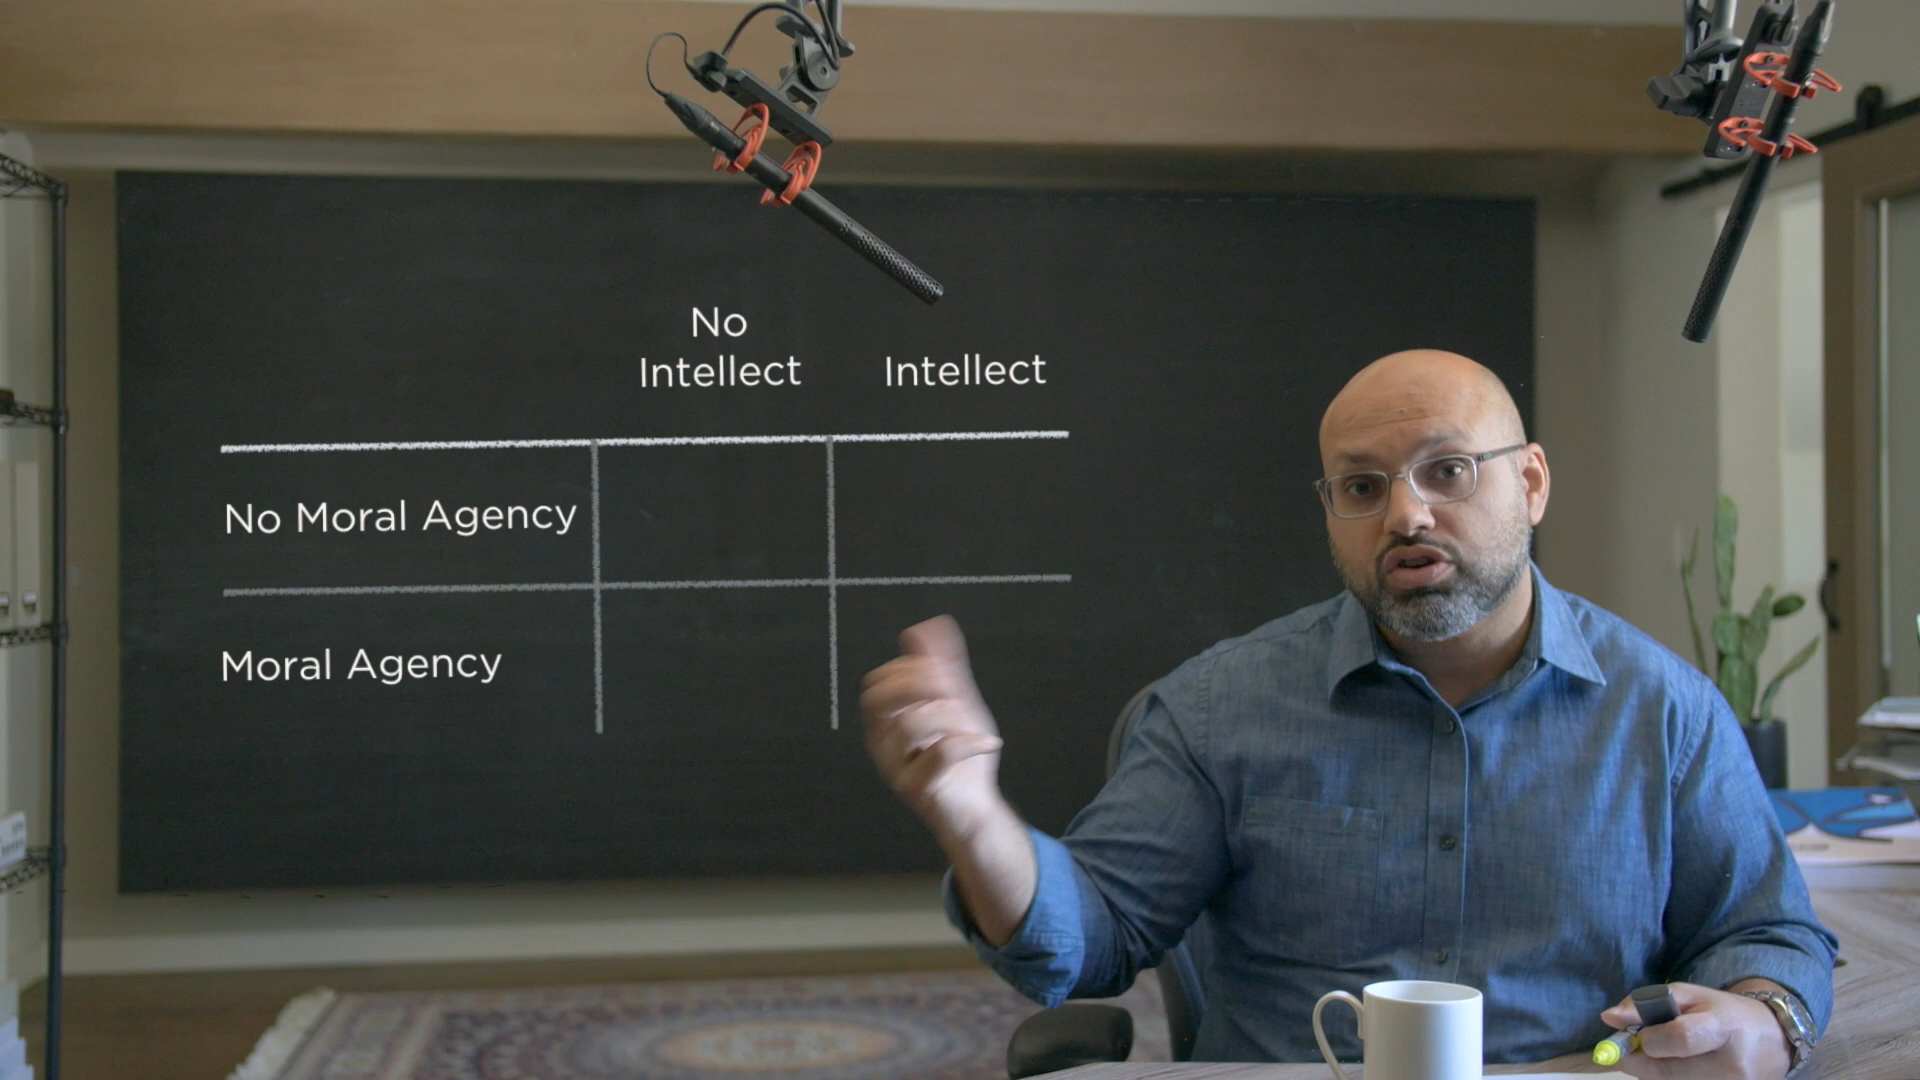 No
Intellect
Intellect
No Moral Agency
Moral Agency